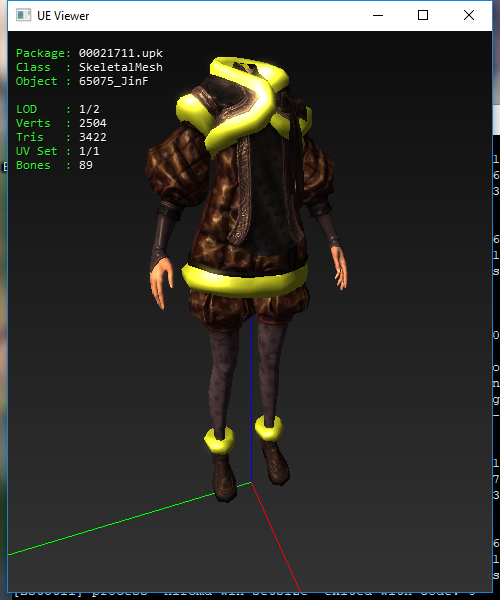 UE Viewer
Package: 00021711.upk
Class : SkeletalMesh
Object : 65075_JinF
LOD : 1/2
Verts : 2504
Tris : 3422
UV Set : 1/1
Bones : 89